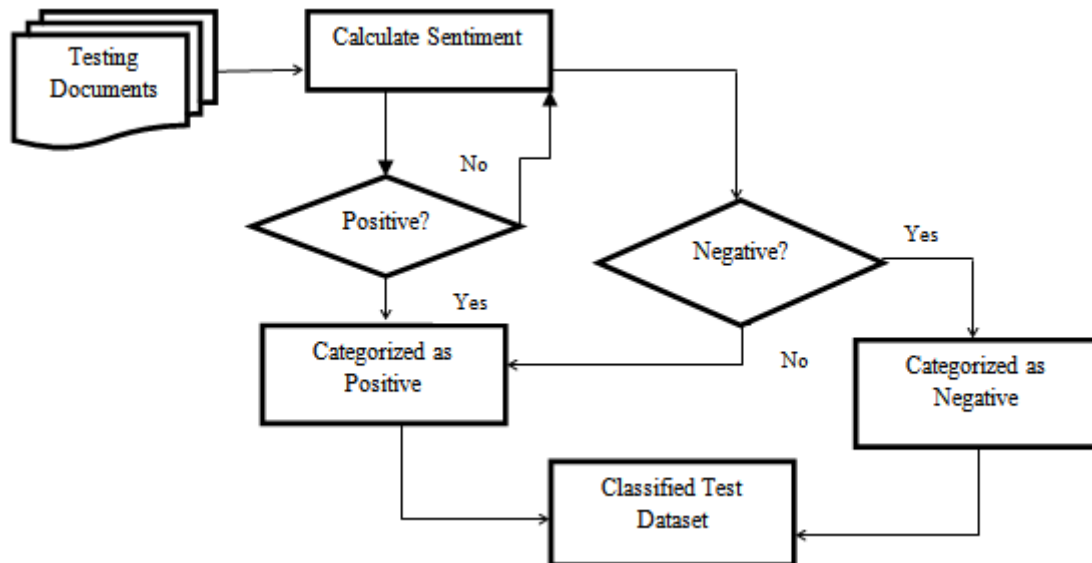 Testing
Documents
Calculate Sentiment
No
Positive?
Negative?
Yes
Yes
Categorized as
Positive
No
Categorized as
Negative
Classified Test
Dataset